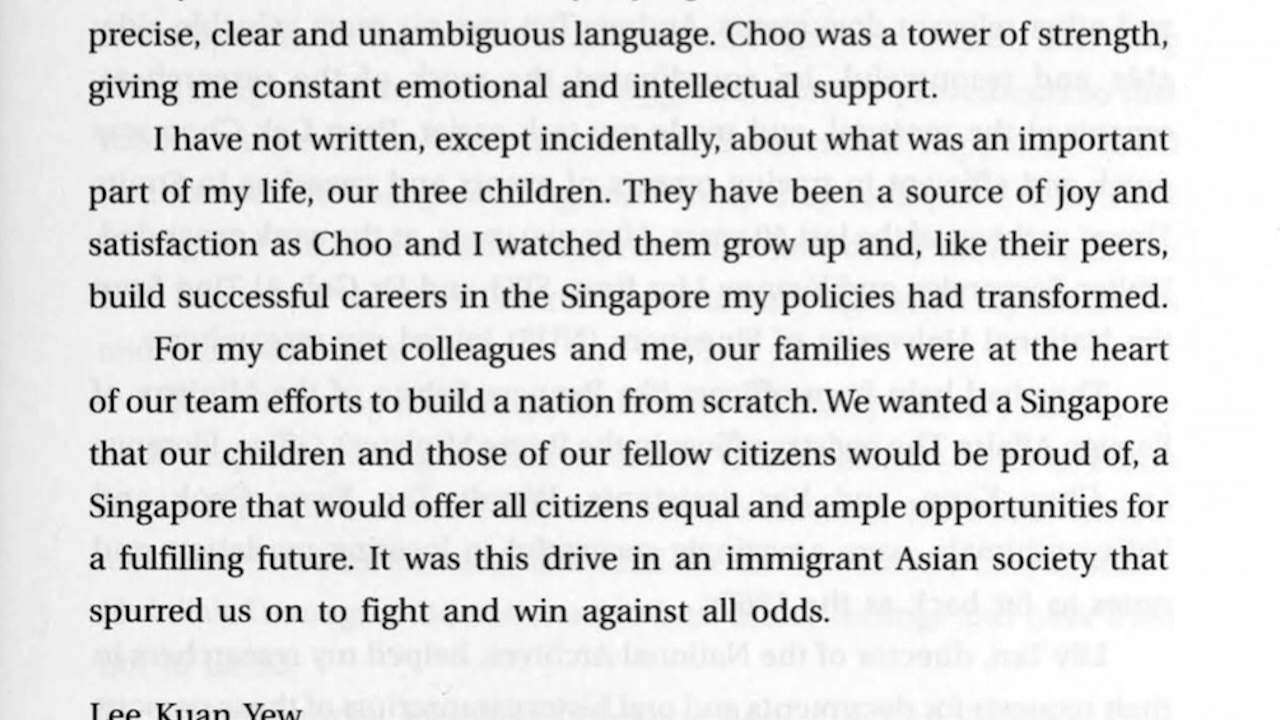 precise, clear and unambiguous language. Choo was a tower of strength,
giving me constant emotional and intellectual support.
I have not written, except incidentally, about what was an important
part of my life, our three children. They have been a source of joy and
satisfaction as Choo and I watched them grow up and, like their peers,
build successful careers in the Singapore my policies had transformed.
For my cabinet colleagues and me, our families were at the heart
of our team efforts to build a nation from scratch. We wanted a Singapore
that our children and those of our fellow citizens would be proud of, a
Singapore that would offer all citizens equal and ample opportunities for
a fulfilling future. It was this drive in an immigrant Asian society that
spurred us on to fight and win against all odds.
Lee Kuan Yew